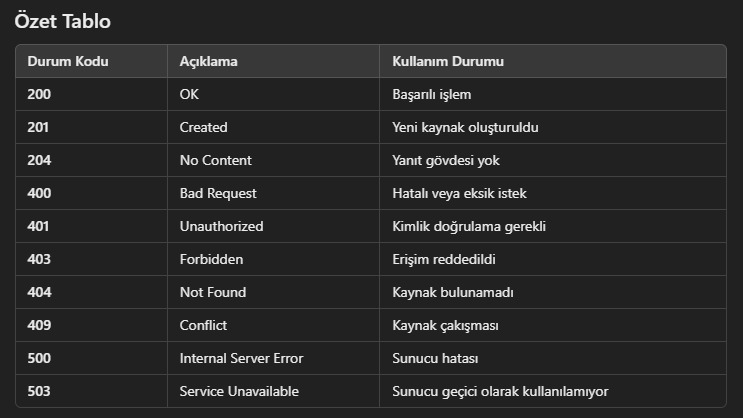 Özet Tablo
Durum Kodu Açıklama Kullanım Durumu
200 OK Başarılı işlem
201 Created Yeni kaynak oluşturuldu
204 No Content Yanıt gövdesi yok
400 Bad Request Hatalı veya eksik istek
401 Unauthorized Kimlik doğrulama gerekli
403 Forbidden Erişim reddedildi
404 Not Found Kaynak bulunamadı
409 Conflict Kaynak çakışması
500 Internal Server Error Sunucu hatası
503 Service Unavailable Sunucu geçici olarak kullanılamıyor